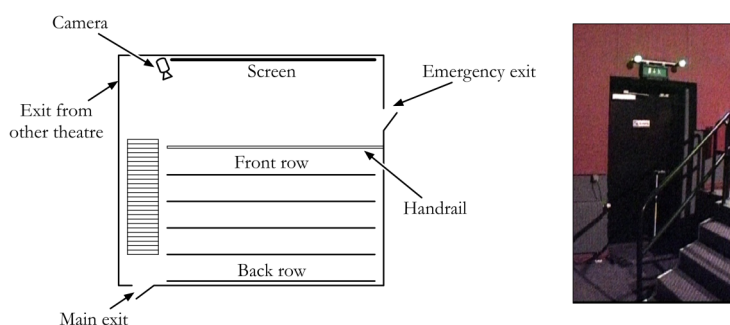 Camera
Screen
Emergency exit
Exit from
other theatre
Front row
Handrail
Back row
Main exit